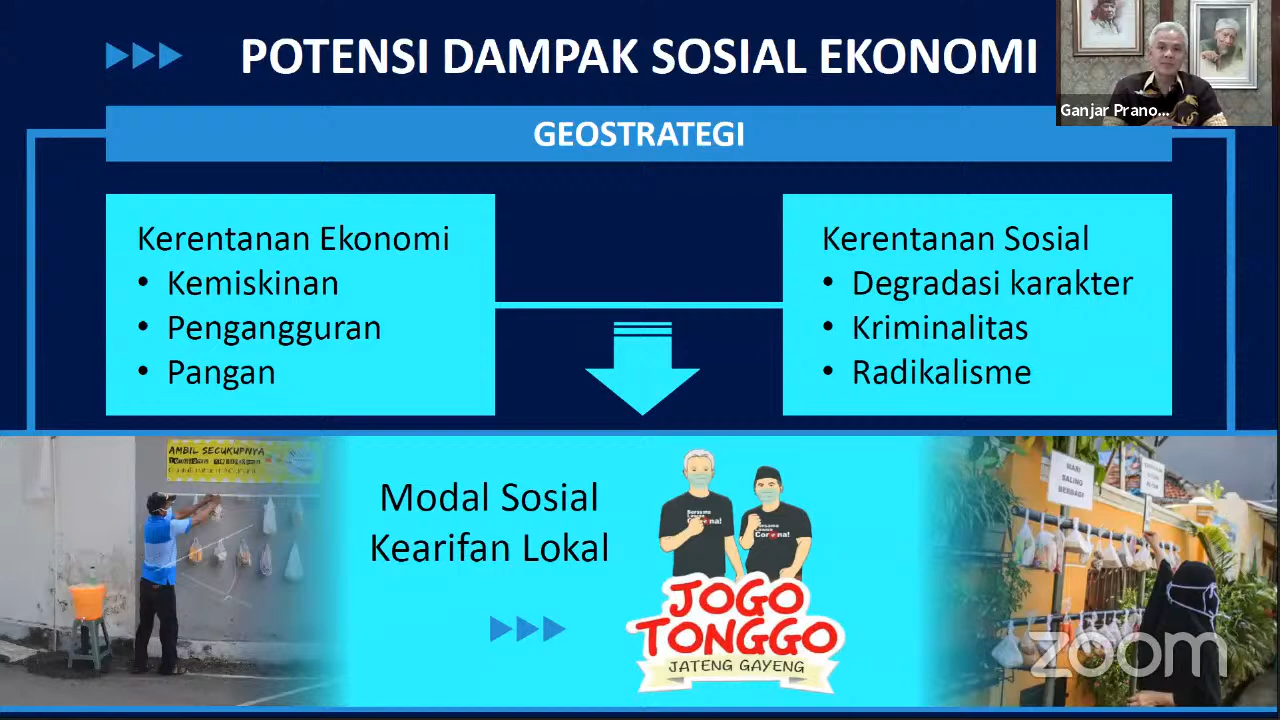 POTENSI DAMPAK SOSIAL EKONOMI
Ganjar Prano...
GEOSTRATEGI
Kerentanan Ekonomi
• Kemiskinan
• Pengangguran
• Pangan
Kerentanan Sosial
• Degradasi karakter
• Kriminalitas
• Radikalisme
AMBIL SECUKUPNYA
Modal Sosial
Kearifan Lokal
Bersama
Lawan
Corona!
Bersama
Lawan
Corona!
JOGO
TONGGO
JATENG GAYENG
MARI
SALING
BERBAGI
zoom